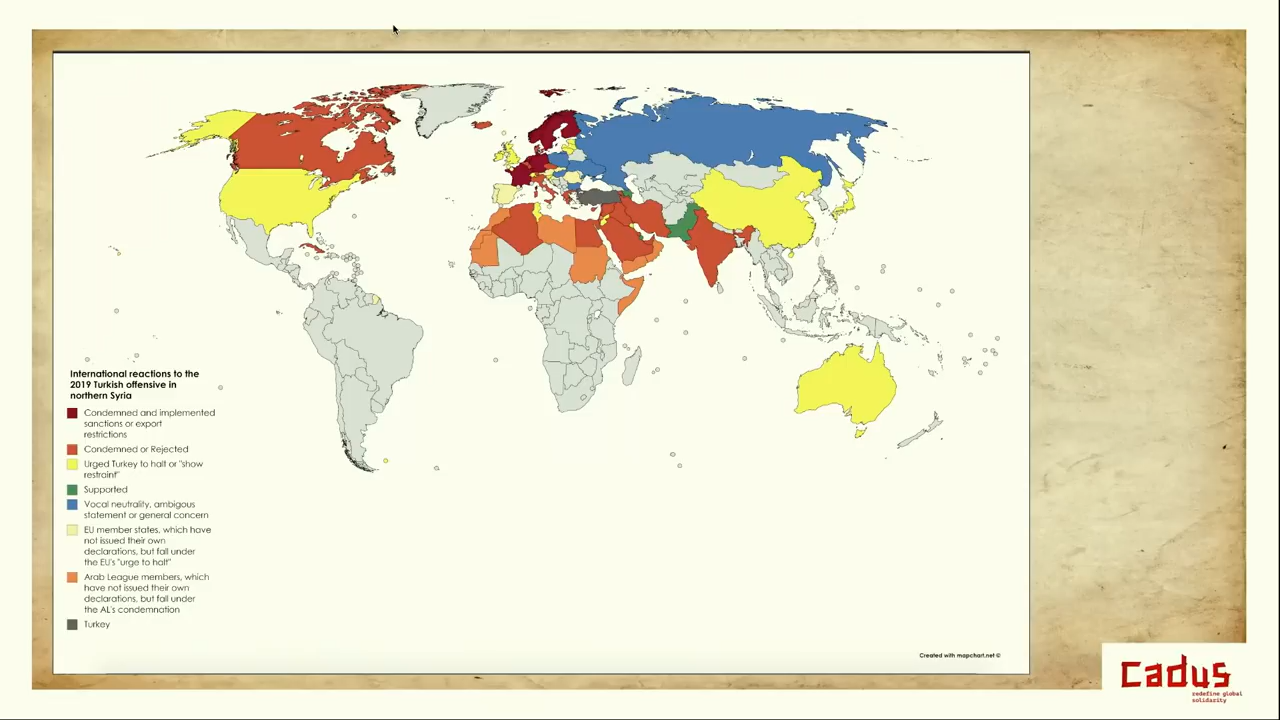 International reactions to the
2019 Turkish offensive in
northern Syria
Condemned and implemented
sanctions or export
restrictions
Condemned or Rejected
Urged Turkey to halt or "show
restraint"
Supported
Vocal neutrality, ambigous
statement or general concern
EU member states, which have
not issued their own
declarations, but fall under
the EU's "urge to halt"
Arab League members, which
have not issued their own
declarations, but fall under
the AL's condemnation
Turkey
Created with mapchart.net ©
cadus
redefine global
solidarity